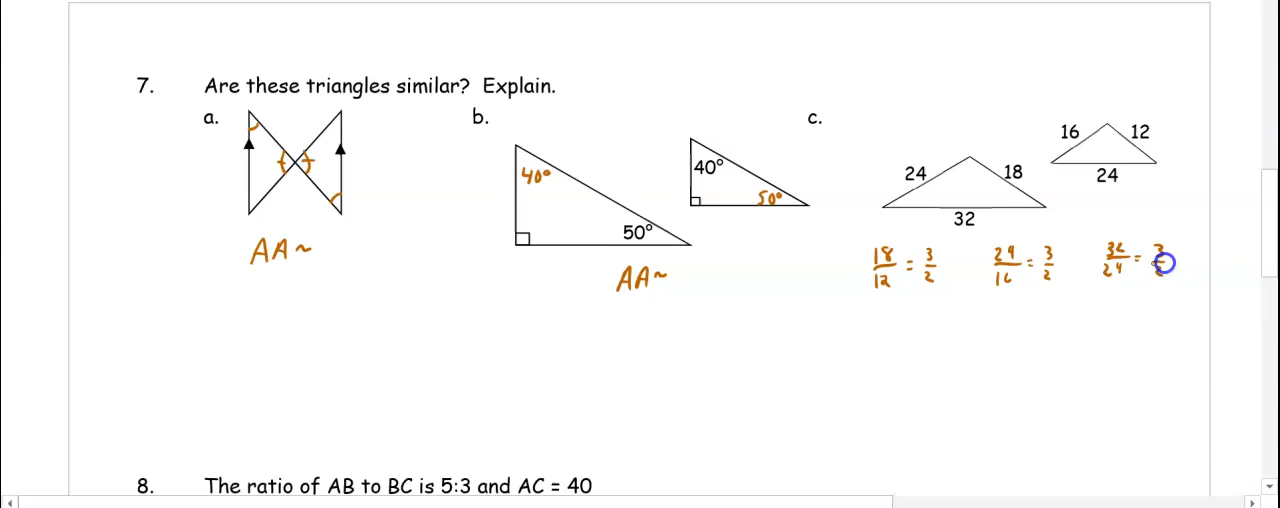 7. Are these triangles similar? Explain.
a. b. c.
16 12
24
40° 50°
40°
50°
24 18
32
AA~
AA~
18/12 = 3/2 24/16 = 3/2 32/24 = 3/2
8. The ratio of AB to BC is 5:3 and AC = 40